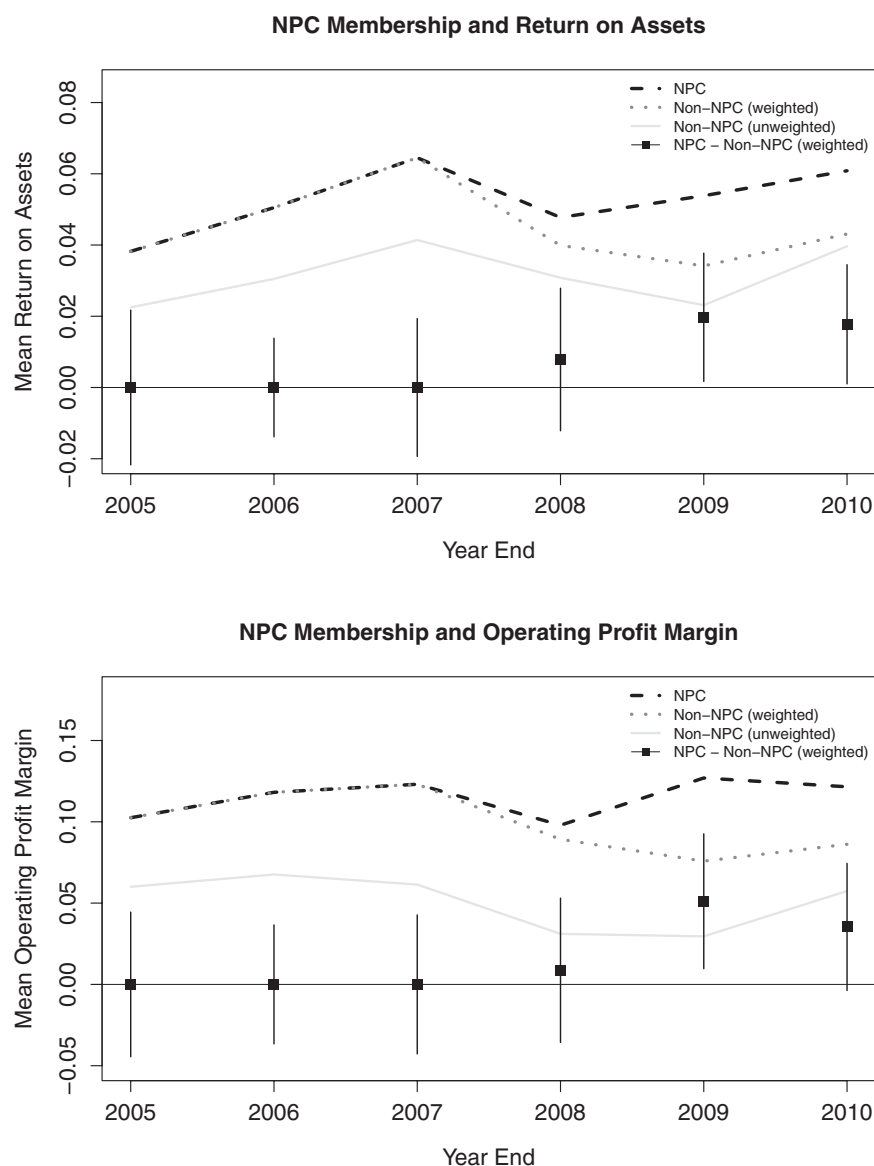 NPC Membership and Return on Assets
NPC
Non−NPC (weighted)
Non−NPC (unweighted)
NPC − Non−NPC (weighted)
Mean Return on Assets
0.08
0.06
0.04
0.02
0.00
−0.02
2005 2006 2007 2008 2009 2010
Year End
NPC Membership and Operating Profit Margin
NPC
Non−NPC (weighted)
Non−NPC (unweighted)
NPC − Non−NPC (weighted)
Mean Operating Profit Margin
0.15
0.10
0.05
0.00
−0.05
2005 2006 2007 2008 2009 2010
Year End